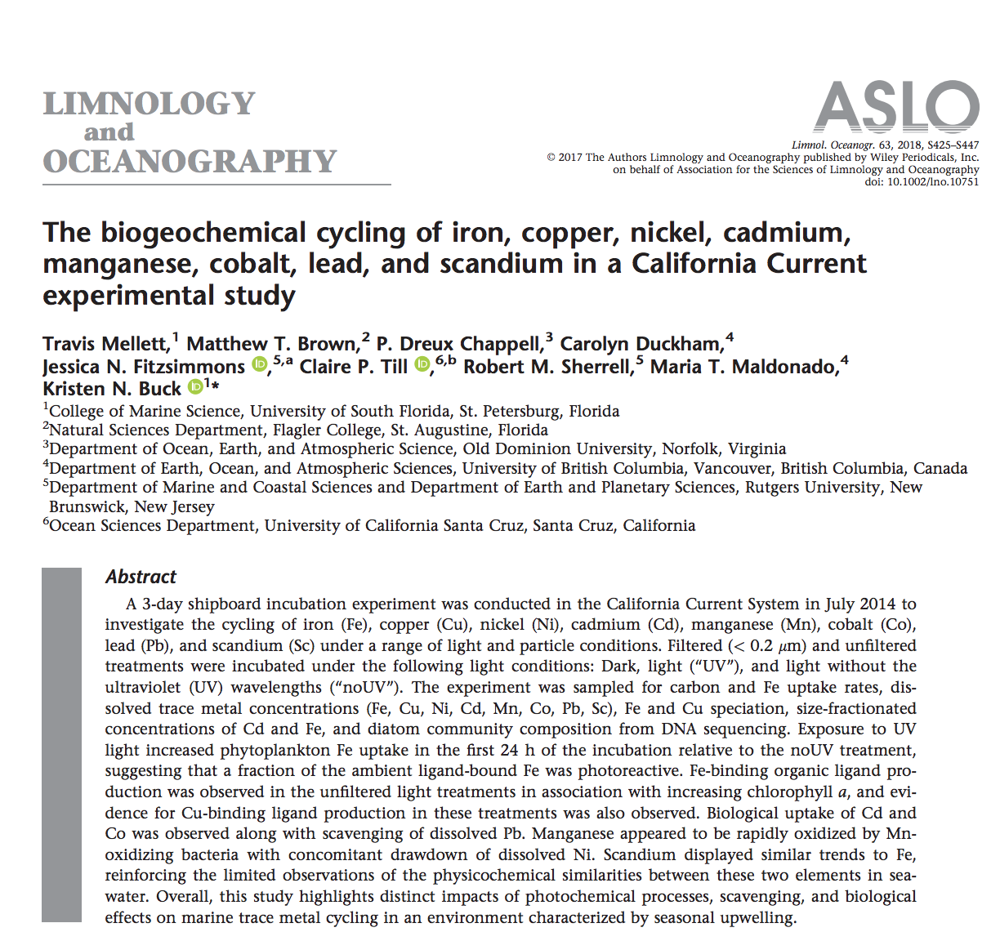 LIMNOLOGY
and
OCEANOGRAPHY
ASLO
Limnol. Oceanogr. 63, 2018, S425–S447
© 2017 The Authors Limnology and Oceanography published by Wiley Periodicals, Inc.
on behalf of Association for the Sciences of Limnology and Oceanography
doi: 10.1002/lno.10751
The biogeochemical cycling of iron, copper, nickel, cadmium,
manganese, cobalt, lead, and scandium in a California Current
experimental study
Travis Mellett,1 Matthew T. Brown,2 P. Dreux Chappell,3 Carolyn Duckham,4
Jessica N. Fitzsimmons iD,5,a Claire P. Till iD,6,b Robert M. Sherrell,5 Maria T. Maldonado,4
Kristen N. Buck iD1*
1College of Marine Science, University of South Florida, St. Petersburg, Florida
2Natural Sciences Department, Flagler College, St. Augustine, Florida
3Department of Ocean, Earth, and Atmospheric Science, Old Dominion University, Norfolk, Virginia
4Department of Earth, Ocean, and Atmospheric Sciences, University of British Columbia, Vancouver, British Columbia, Canada
5Department of Marine and Coastal Sciences and Department of Earth and Planetary Sciences, Rutgers University, New
Brunswick, New Jersey
6Ocean Sciences Department, University of California Santa Cruz, Santa Cruz, California
Abstract
A 3-day shipboard incubation experiment was conducted in the California Current System in July 2014 to
investigate the cycling of iron (Fe), copper (Cu), nickel (Ni), cadmium (Cd), manganese (Mn), cobalt (Co),
lead (Pb), and scandium (Sc) under a range of light and particle conditions. Filtered (< 0.2 μm) and unfiltered
treatments were incubated under the following light conditions: Dark, light (“UV”), and light without the
ultraviolet (UV) wavelengths (“noUV”). The experiment was sampled for carbon and Fe uptake rates, dis-
solved trace metal concentrations (Fe, Cu, Ni, Cd, Mn, Co, Pb, Sc), Fe and Cu speciation, size-fractionated
concentrations of Cd and Fe, and diatom community composition from DNA sequencing. Exposure to UV
light increased phytoplankton Fe uptake in the first 24 h of the incubation relative to the noUV treatment,
suggesting that a fraction of the ambient ligand-bound Fe was photoreactive. Fe-binding organic ligand pro-
duction was observed in the unfiltered light treatments in association with increasing chlorophyll a, and evi-
dence for Cu-binding ligand production in these treatments was also observed. Biological uptake of Cd and
Co was observed along with scavenging of dissolved Pb. Manganese appeared to be rapidly oxidized by Mn-
oxidizing bacteria with concomitant drawdown of dissolved Ni. Scandium displayed similar trends to Fe,
reinforcing the limited observations of the physicochemical similarities between these two elements in sea-
water. Overall, this study highlights distinct impacts of photochemical processes, scavenging, and biological
effects on marine trace metal cycling in an environment characterized by seasonal upwelling.